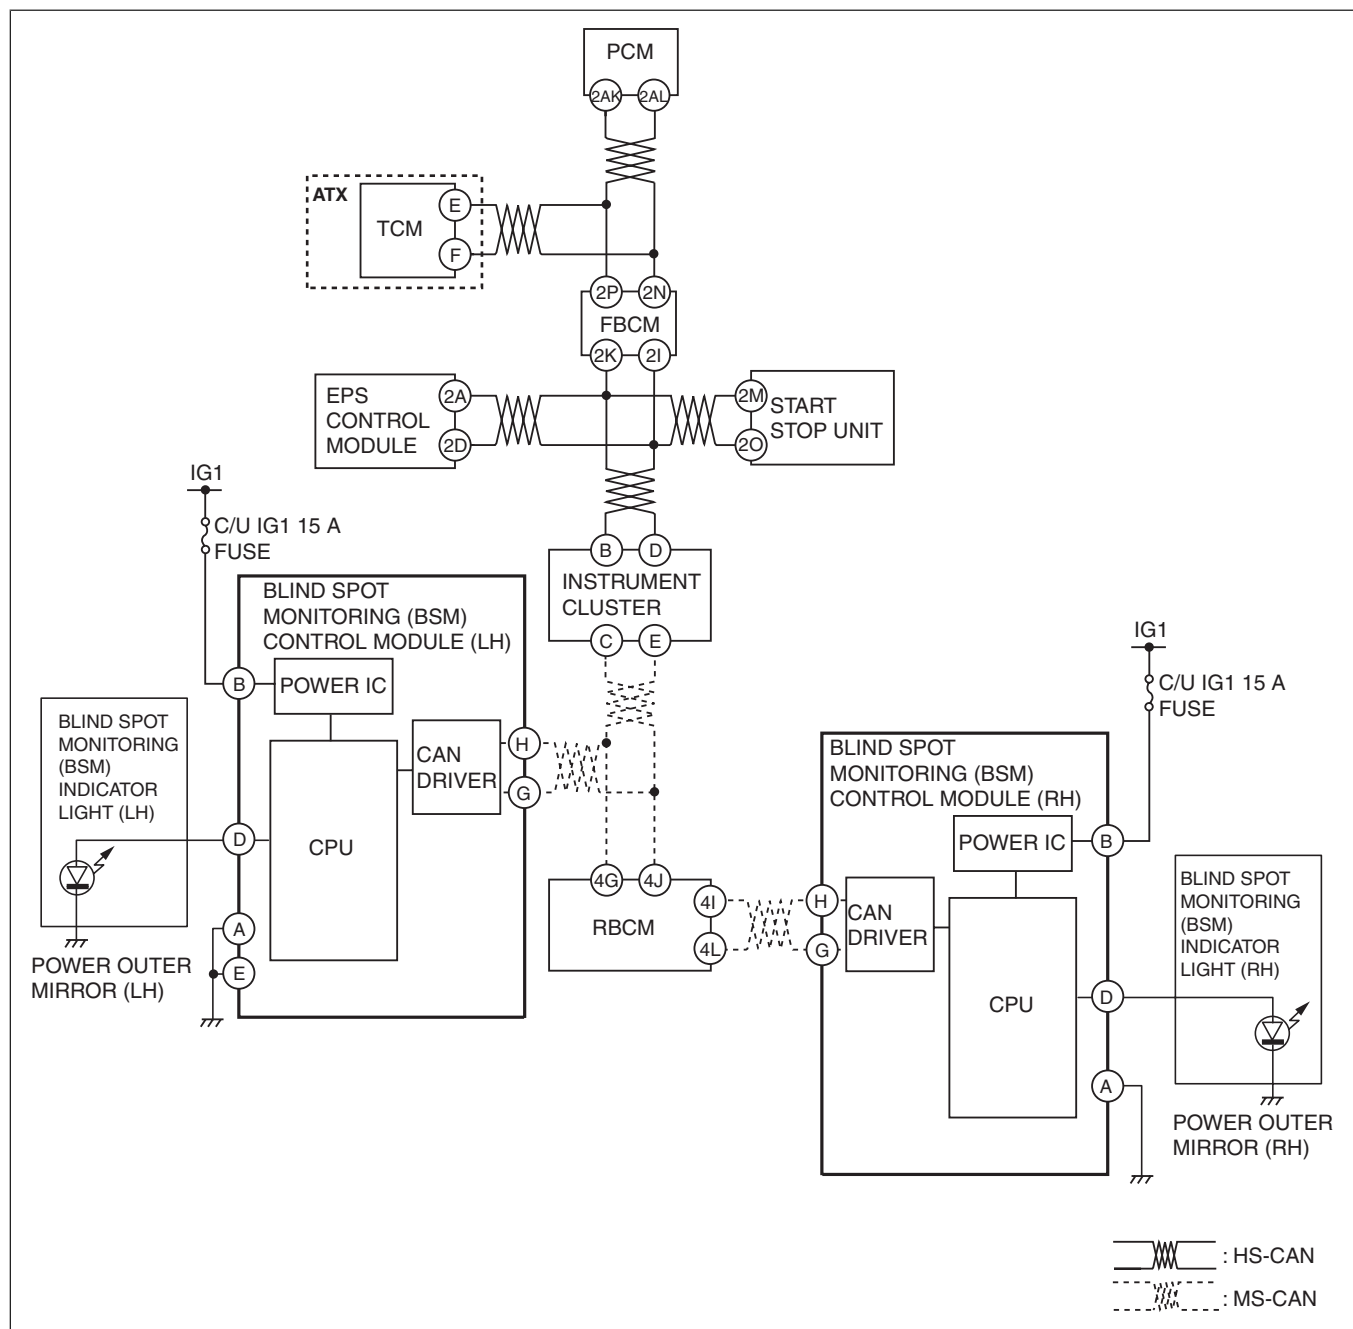 PCM
2AK 2AL
ATX
TCM
E
F
2P 2N
FBCM
2K 2I
EPS
CONTROL
MODULE
2A
2D
2M
2O
START
STOP UNIT
IG1
C/U IG1 15 A
FUSE
B D
INSTRUMENT
CLUSTER
C E
BLIND SPOT
MONITORING (BSM)
CONTROL MODULE (LH)
B
POWER IC
CAN
DRIVER
H
G
CPU
D
A
E
BLIND SPOT
MONITORING
(BSM)
INDICATOR
LIGHT (LH)
POWER OUTER
MIRROR (LH)
4G 4J
RBCM
4I
4L
IG1
C/U IG1 15 A
FUSE
BLIND SPOT
MONITORING (BSM)
CONTROL MODULE (RH)
POWER IC
B
H
G
CAN
DRIVER
CPU
D
A
BLIND SPOT
MONITORING
(BSM)
INDICATOR
LIGHT (RH)
POWER OUTER
MIRROR (RH)
: HS-CAN
: MS-CAN